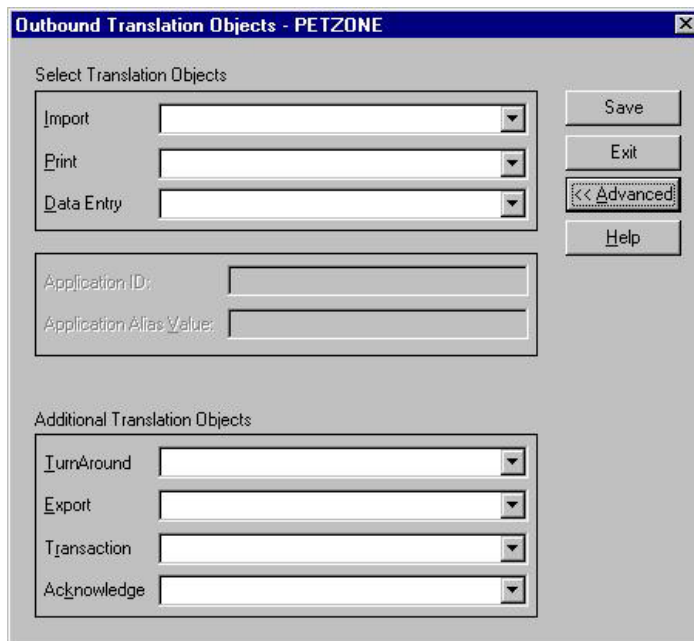 Outbound Translation Objects - PETZONE
Select Translation Objects
Import
Print
Data Entry
Save
Exit
<< Advanced
Help
Application ID:
Application Alias Value:
Additional Translation Objects
TurnAround
Export
Transaction
Acknowledge